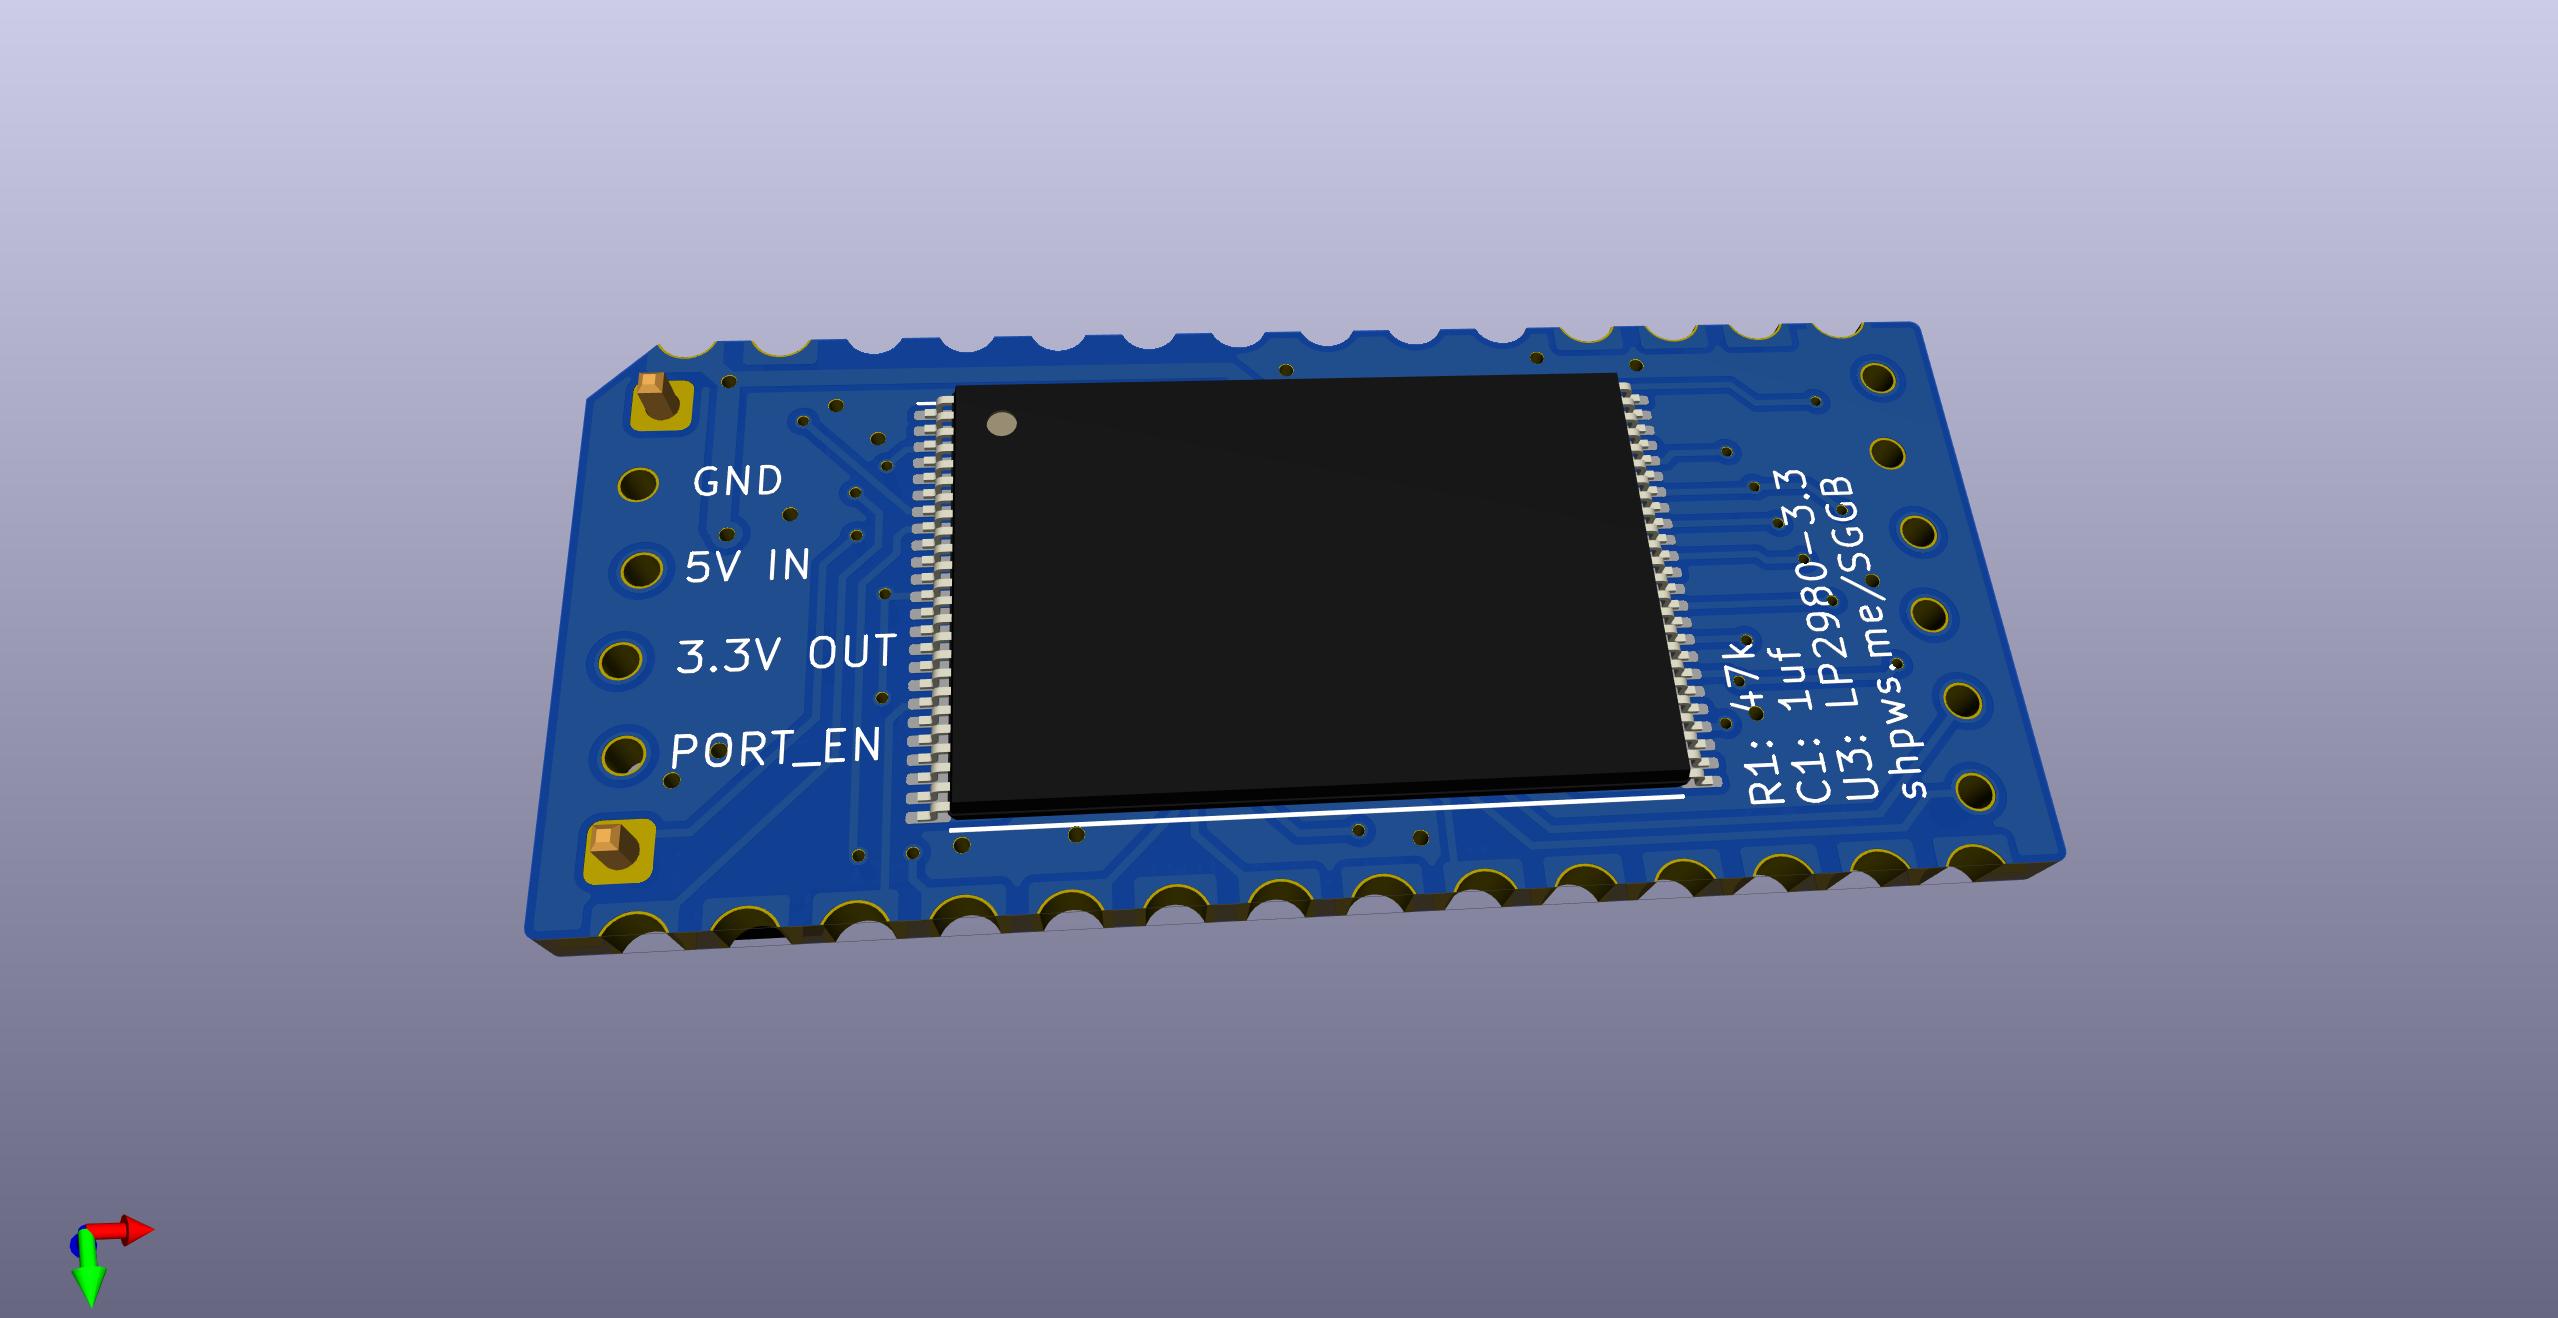 GND
5V IN
3.3V OUT
PORT_EN
R1: 47k
C1: 1uf
U3: LP2980-3.3
shpws.me/SGGB